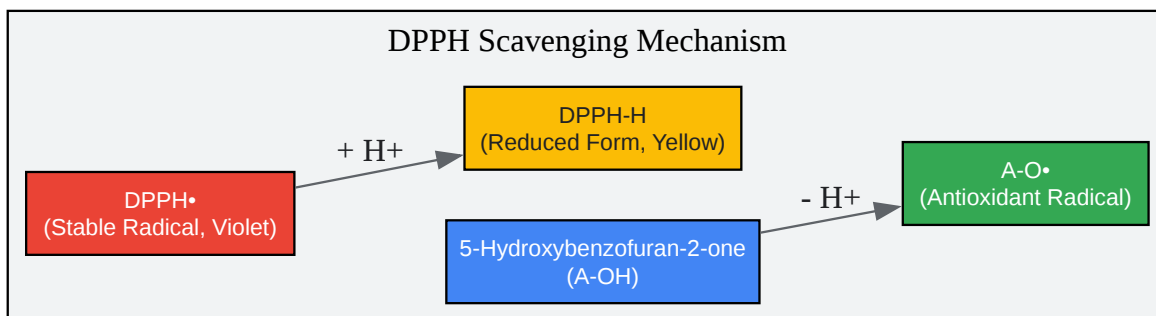 DPPH Scavenging Mechanism
DPPH-H
(Reduced Form, Yellow)
+ H+
DPPH•
(Stable Radical, Violet)
A-O•
(Antioxidant Radical)
- H+
5-Hydroxybenzofuran-2-one
(A-OH)